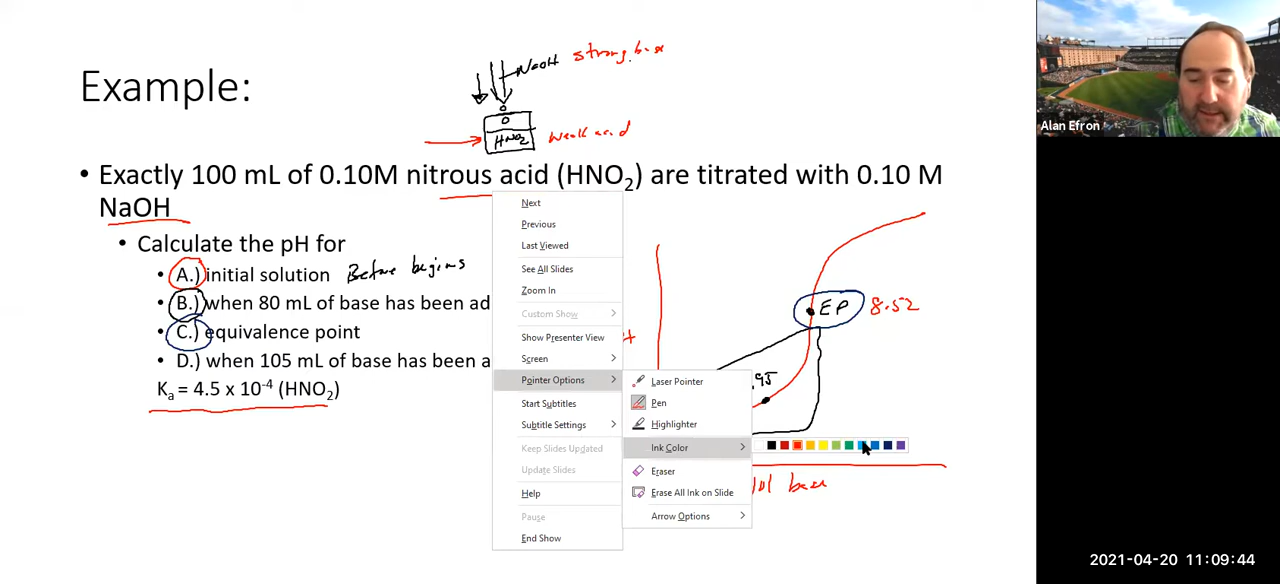 Example:
NaOH strong base
HNO2 weak acid
• Exactly 100 mL of 0.10M nitrous acid (HNO₂) are titrated with 0.10 M
NaOH
• Calculate the pH for
• A.) initial solution Before begins
• B.) when 80 mL of base has been ad
• C.) equivalence point
• D.) when 105 mL of base has been a
Kₐ = 4.5 x 10⁻⁴ (HNO₂)
EP 8.52
H
.95
base
Next
Previous
Last Viewed
See All Slides
Zoom In
Custom Show
Show Presenter View
Screen
Pointer Options
Start Subtitles
Subtitle Settings
Keep Slides Updated
Update Slides
Help
Pause
End Show
Laser Pointer
Pen
Highlighter
Ink Color
Eraser
Erase All Ink on Slide
Arrow Options
Alan Efron
2021-04-20 11:09:44